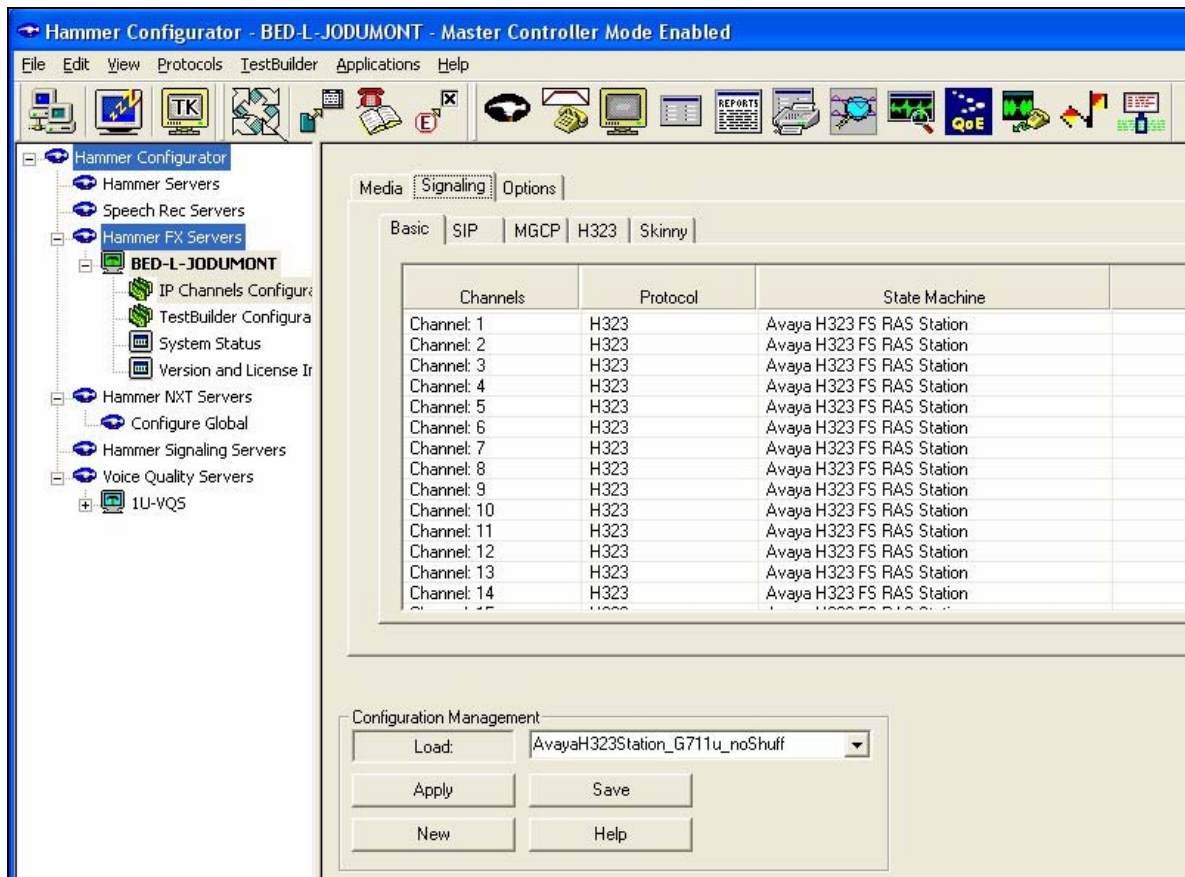 Hammer Configurator - BED-L-JODUMONT - Master Controller Mode Enabled
File Edit View Protocols TestBuilder Applications Help
TK
E
REPORTS
QoE
Hammer Configurator
Hammer Servers
Speech Rec Servers
Hammer FX Servers
BED-L-JODUMONT
IP Channels Configura
TestBuilder Configura
System Status
Version and License Ir
Hammer NXT Servers
Configure Global
Hammer Signaling Servers
Voice Quality Servers
1U-VQS
Media Signaling Options
Basic SIP MGCP H323 Skinny
Channels Protocol State Machine
Channel: 1 H323 Avaya H323 FS RAS Station
Channel: 2 H323 Avaya H323 FS RAS Station
Channel: 3 H323 Avaya H323 FS RAS Station
Channel: 4 H323 Avaya H323 FS RAS Station
Channel: 5 H323 Avaya H323 FS RAS Station
Channel: 6 H323 Avaya H323 FS RAS Station
Channel: 7 H323 Avaya H323 FS RAS Station
Channel: 8 H323 Avaya H323 FS RAS Station
Channel: 9 H323 Avaya H323 FS RAS Station
Channel: 10 H323 Avaya H323 FS RAS Station
Channel: 11 H323 Avaya H323 FS RAS Station
Channel: 12 H323 Avaya H323 FS RAS Station
Channel: 13 H323 Avaya H323 FS RAS Station
Channel: 14 H323 Avaya H323 FS RAS Station
Configuration Management
Load: AvayaH323Station_G711u_noShuff
Apply Save
New Help